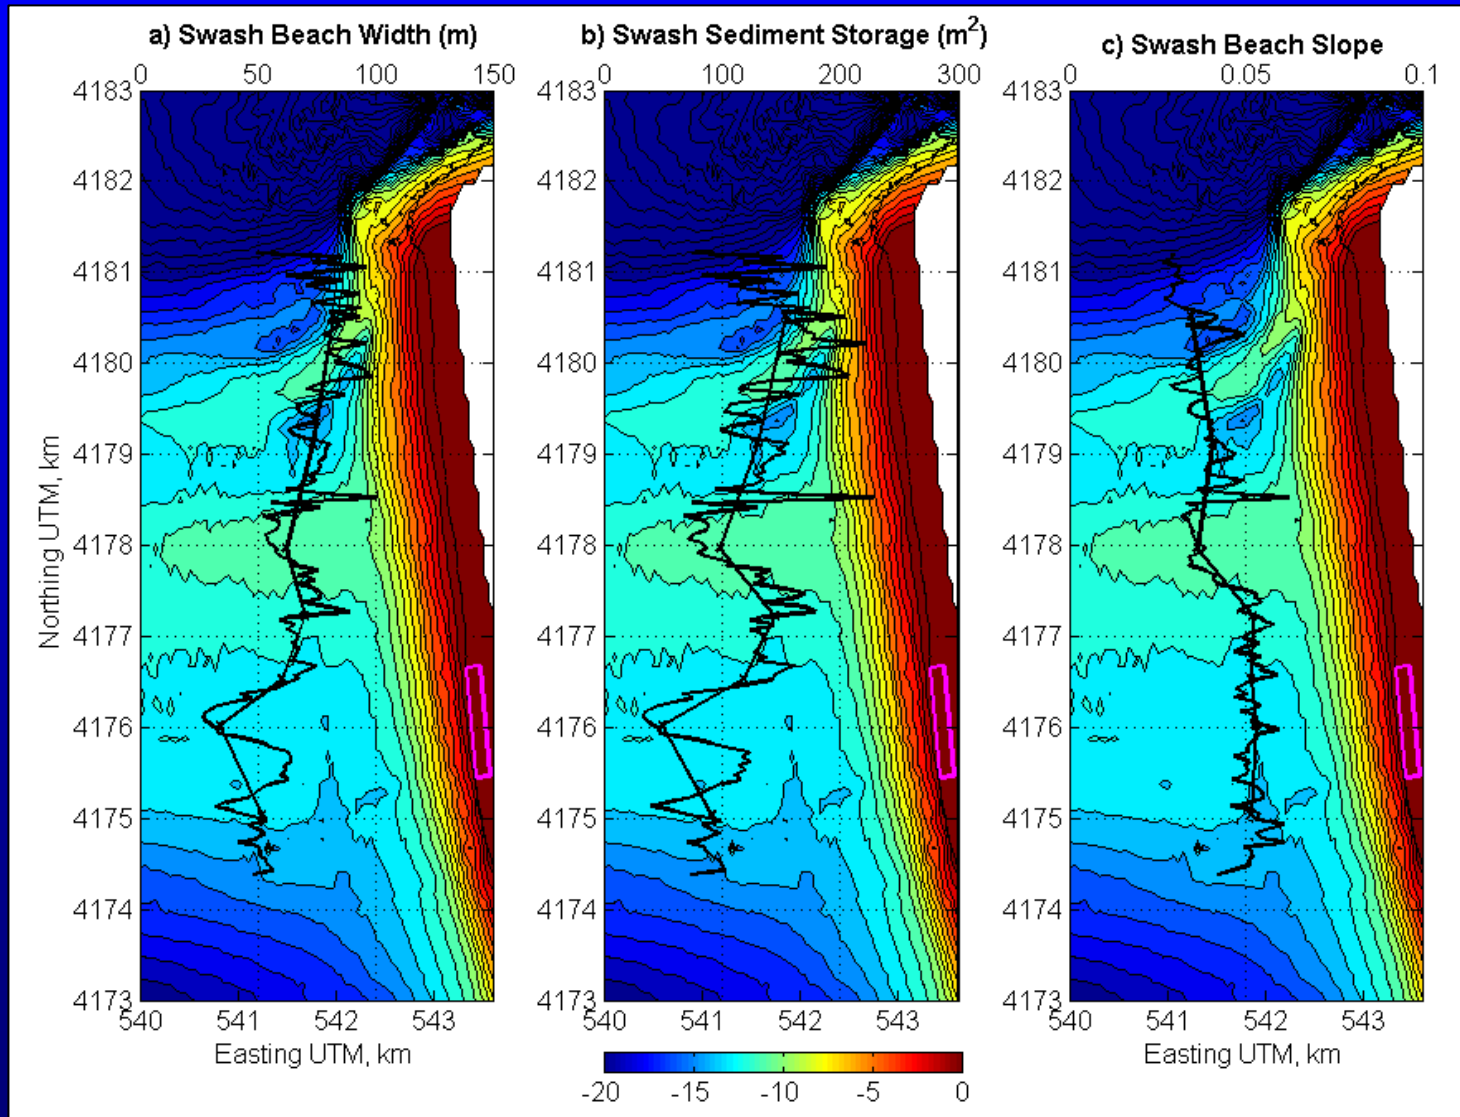 a) Swash Beach Width (m)
b) Swash Sediment Storage (m²)
c) Swash Beach Slope
0 50 100 150
0 100 200 300
0 0.05 0.1
4183 4183 4183
4182 4182 4182
4181 4181 4181
4180 4180 4180
4179 4179 4179
4178 4178 4178
4177 4177 4177
4176 4176 4176
4175 4175 4175
4174 4174 4174
4173 4173 4173
Northing UTM, km
540 541 542 543
540 541 542 543
540 541 542 543
Easting UTM, km
Easting UTM, km
-20 -15 -10 -5 0